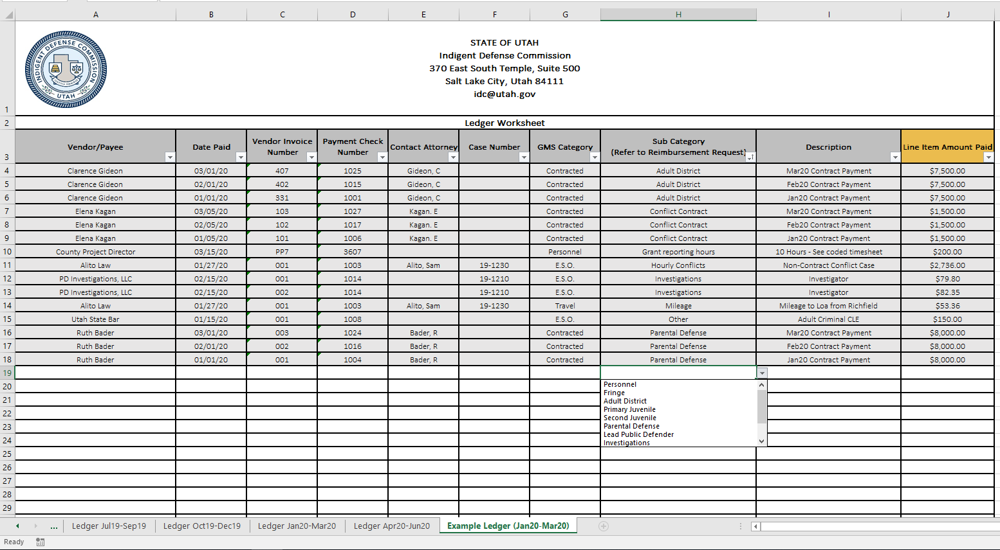 A B C D E F G H I J
INDIGENT DEFENSE COMMISSION
UTAH
STATE OF UTAH
Indigent Defense Commission
370 East South Temple, Suite 500
Salt Lake City, Utah 84111
idc@utah.gov
1
2 Ledger Worksheet
3 Vendor/Payee Date Paid Vendor Invoice Number Payment Check Number Contact Attorney Case Number GMS Category Sub Category (Refer to Reimbursement Request) Description Line Item Amount Paid
4 Clarence Gideon 03/01/20 407 1025 Gideon, C Contracted Adult District Mar20 Contract Payment $7,500.00
5 Clarence Gideon 02/01/20 402 1015 Gideon, C Contracted Adult District Feb20 Contract Payment $7,500.00
6 Clarence Gideon 01/01/20 331 1001 Gideon, C Contracted Adult District Jan20 Contract Payment $7,500.00
7 Elena Kagan 03/05/20 103 1027 Kagan. E Contracted Conflict Contract Mar20 Contract Payment $1,500.00
8 Elena Kagan 02/05/20 102 1017 Kagan. E Contracted Conflict Contract Feb20 Contract Payment $1,500.00
9 Elena Kagan 01/05/20 101 1006 Kagan. E Contracted Conflict Contract Jan20 Contract Payment $1,500.00
10 County Project Director 03/15/20 PP7 3607 Personnel Grant reporting hours 10 Hours - See coded timesheet $200.00
11 Alito Law 01/27/20 001 1003 Alito, Sam 19-1230 E.S.O. Hourly Conflicts Non-Contract Conflict Case $2,736.00
12 PD Investigations, LLC 02/15/20 001 1014 19-1210 E.S.O. Investigations Investigator $79.80
13 PD Investigations, LLC 02/15/20 002 1014 19-1210 E.S.O. Investigations Investigator $82.35
14 Alito Law 01/27/20 001 1003 Alito, Sam 19-1230 Travel Mileage Mileage to Loa from Richfield $53.36
15 Utah State Bar 01/15/20 001 1008 E.S.O. Other Adult Criminal CLE $150.00
16 Ruth Bader 03/01/20 003 1024 Bader, R Contracted Parental Defense Mar20 Contract Payment $8,000.00
17 Ruth Bader 02/01/20 002 1016 Bader, R Contracted Parental Defense Feb20 Contract Payment $8,000.00
18 Ruth Bader 01/01/20 001 1004 Bader, R Contracted Parental Defense Jan20 Contract Payment $8,000.00
19
20 Personnel
Fringe
21 Adult District
Primary Juvenile
22 Second Juvenile
23 Parental Defense
Lead Public Defender
24 Investigations
25
26
27
28
29
... Ledger Jul19-Sep19 Ledger Oct19-Dec19 Ledger Jan20-Mar20 Ledger Apr20-Jun20 Example Ledger (Jan20-Mar20)
Ready